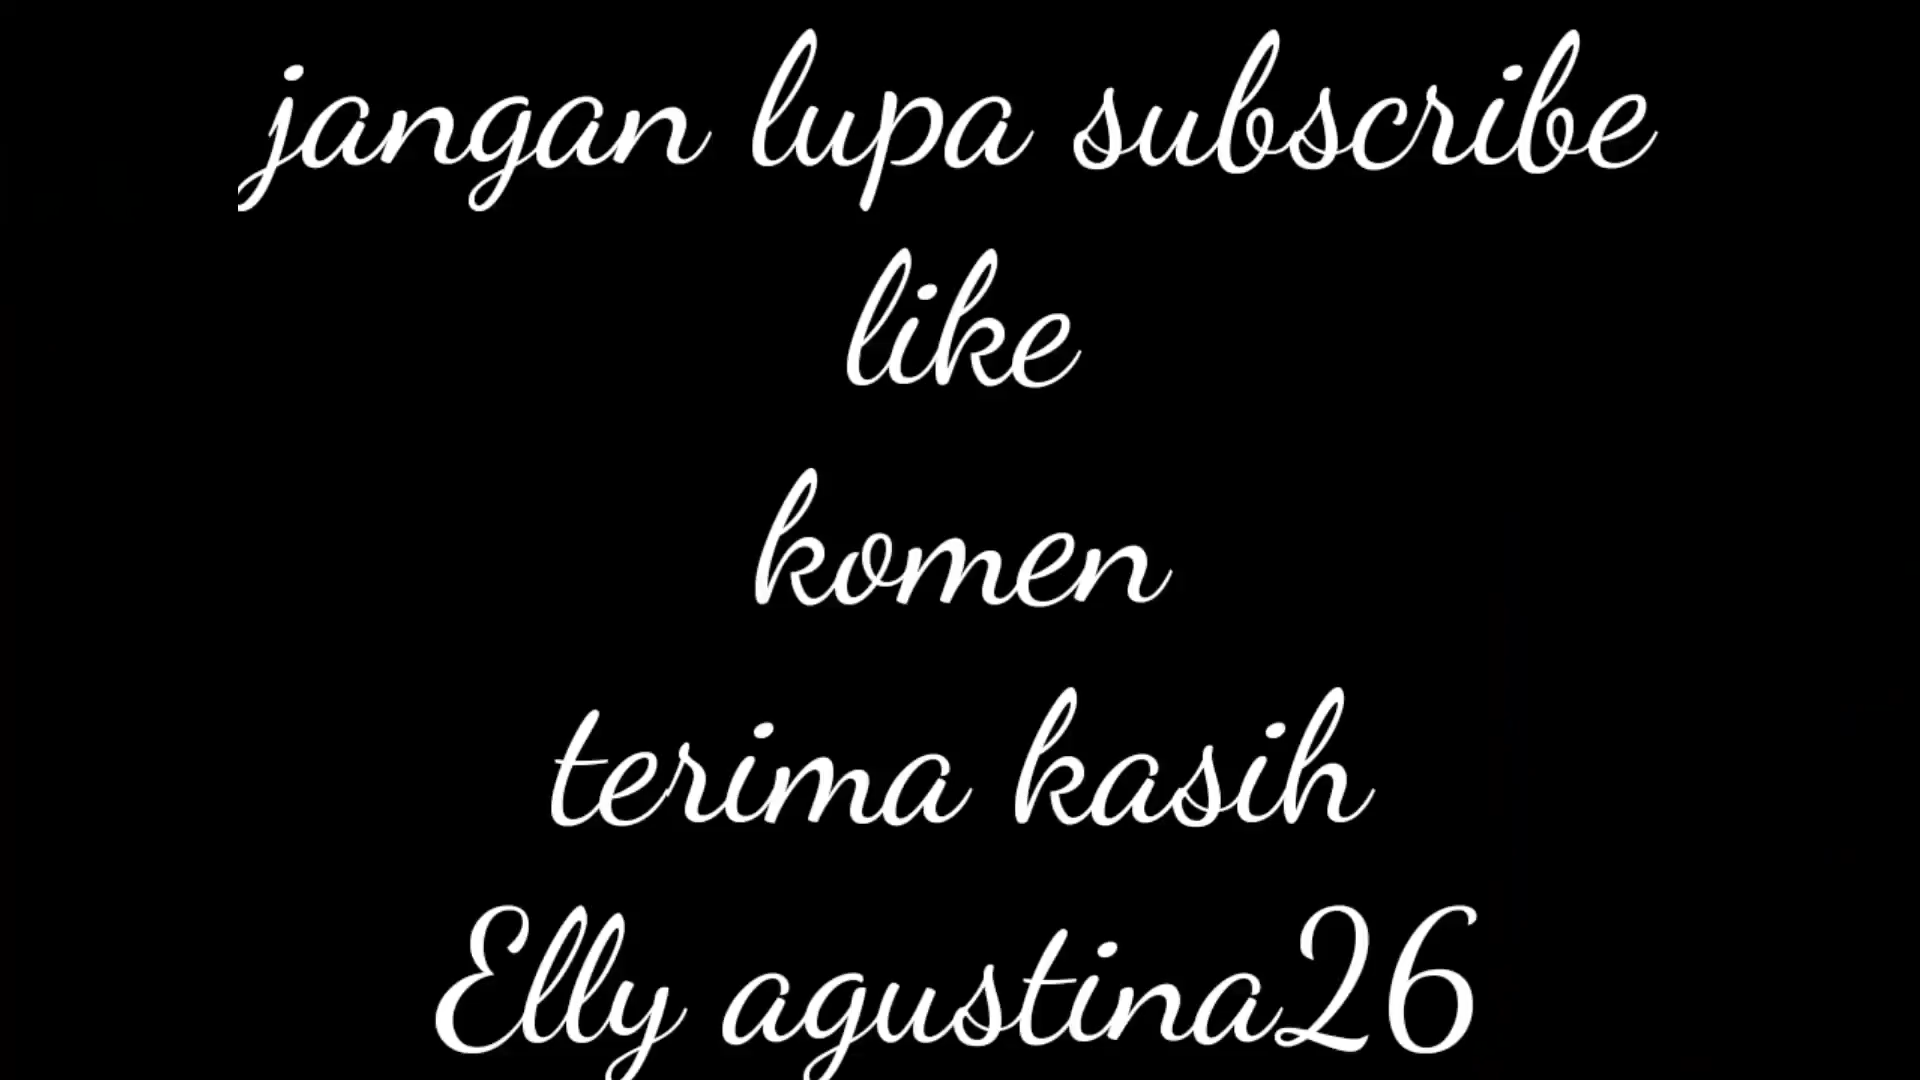 jangan lupa subscribe
like
komen
terima kasih
Elly agustina26